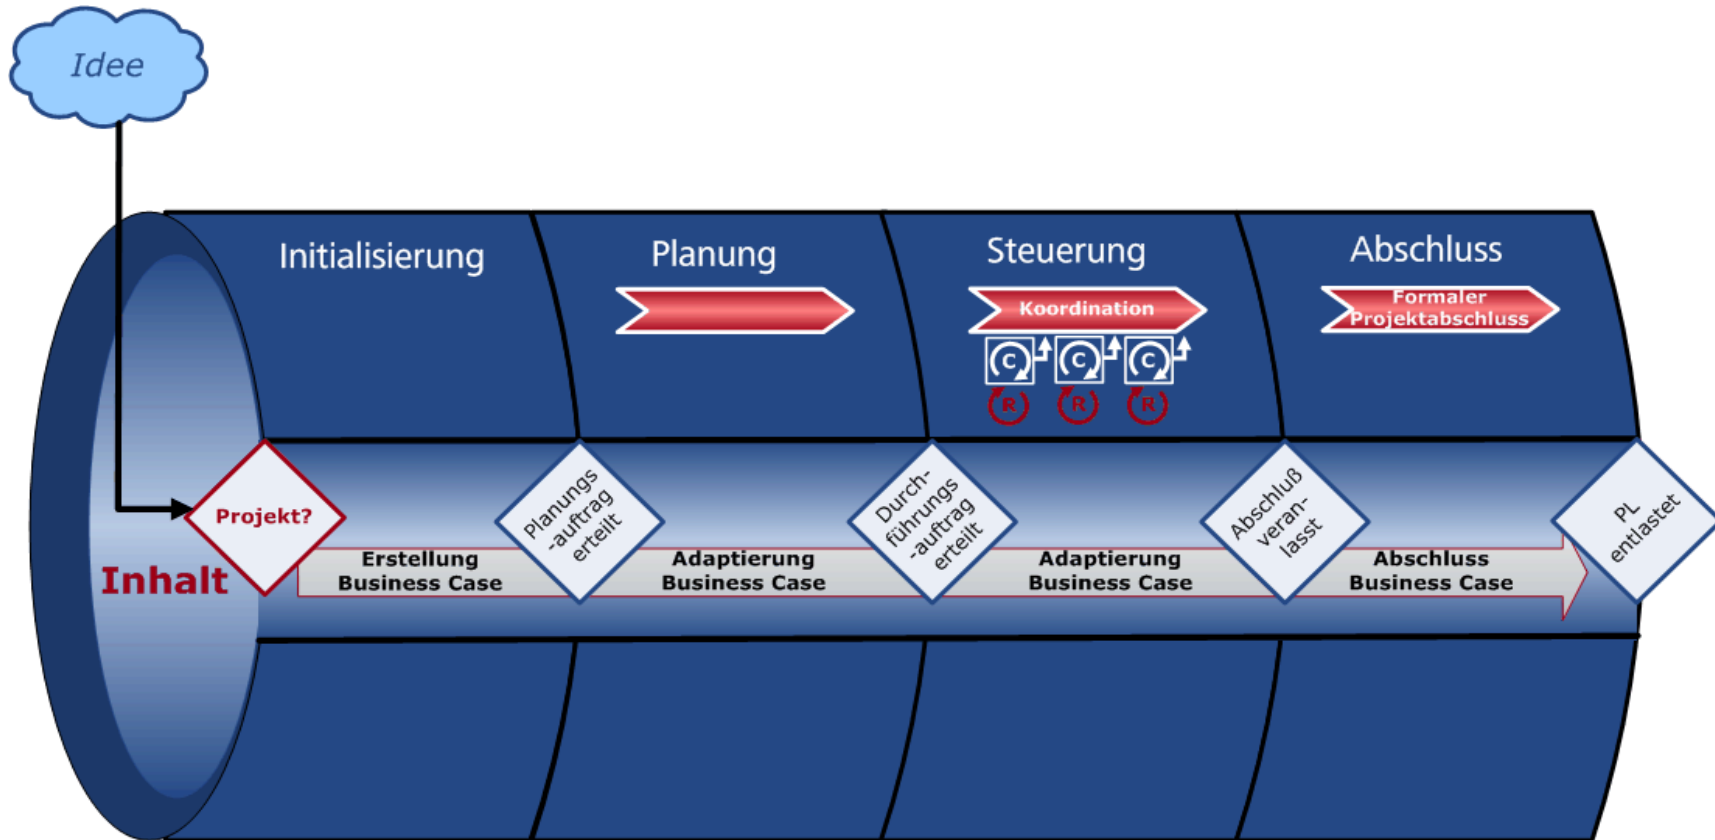 Idee
Initialisierung
Planung
Steuerung
Abschluss
Koordination
Formaler
Projektabschluss
C
C
C
R
R
R
Projekt?
Planungs
-auftrag
erteilt
Durch-
führungs
-auftrag
erteilt
Abschluß
veran-
lasst
PL
entlastet
Inhalt
Erstellung
Business Case
Adaptierung
Business Case
Adaptierung
Business Case
Abschluss
Business Case